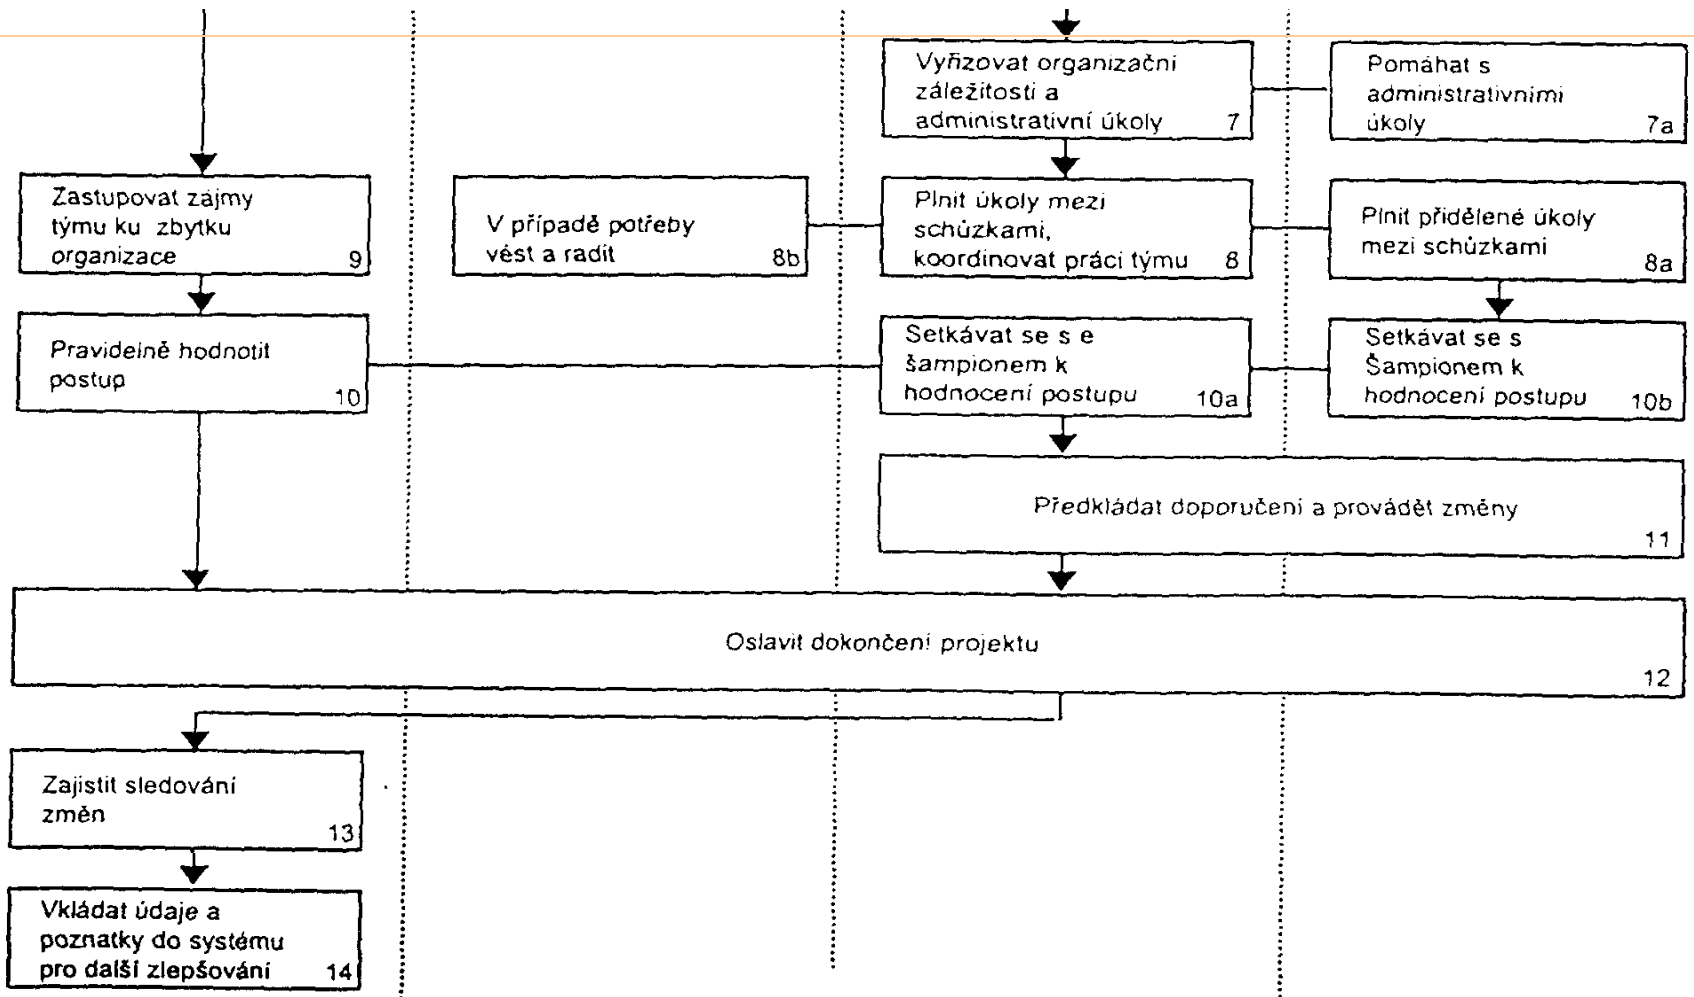 Vyřizovat organizační
záležitosti a
administrativní úkoly 7
Pomáhat s
administrativními
úkoly 7a
Zastupovat zájmy
týmu ku zbytku
organizace 9
V případě potřeby
vést a radit 8b
Plnit úkoly mezi
schůzkami,
koordinovat práci týmu 8
Plnit přidělené úkoly
mezi schůzkami 8a
Pravidelně hodnotit
postup 10
Setkávat se s e
šampionem k
hodnocení postupu 10a
Setkávat se s
Šampionem k
hodnocení postupu 10b
Předkládat doporučení a provádět změny
11
Oslavit dokončení projektu
12
Zajistit sledování
změn 13
Vkládat údaje a
poznatky do systému
pro další zlepšování 14